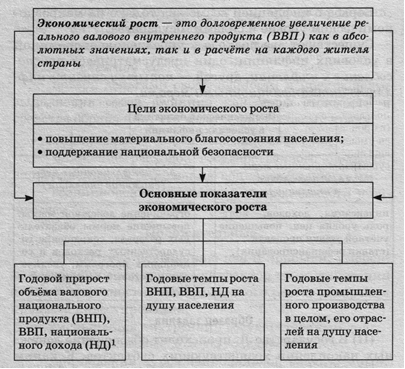 Экономический рост — это долговременное увеличение ре-
ального валового внутреннего продукта (ВВП) как в абсо-
лютных значениях, так и в расчёте на каждого жителя
страны
Цели экономического роста
• повышение материального благосостояния населения;
• поддержание национальной безопасности
Основные показатели
экономического роста
Годовой прирост
объёма валового
национального
продукта (ВНП),
ВВП, националь-
ного дохода (НД)¹
Годовые темпы роста
ВНП, ВВП, НД на
душу населения
Годовые темпы
роста промышлен-
ного производства
в целом, его отрас-
лей на душу насе-
ления